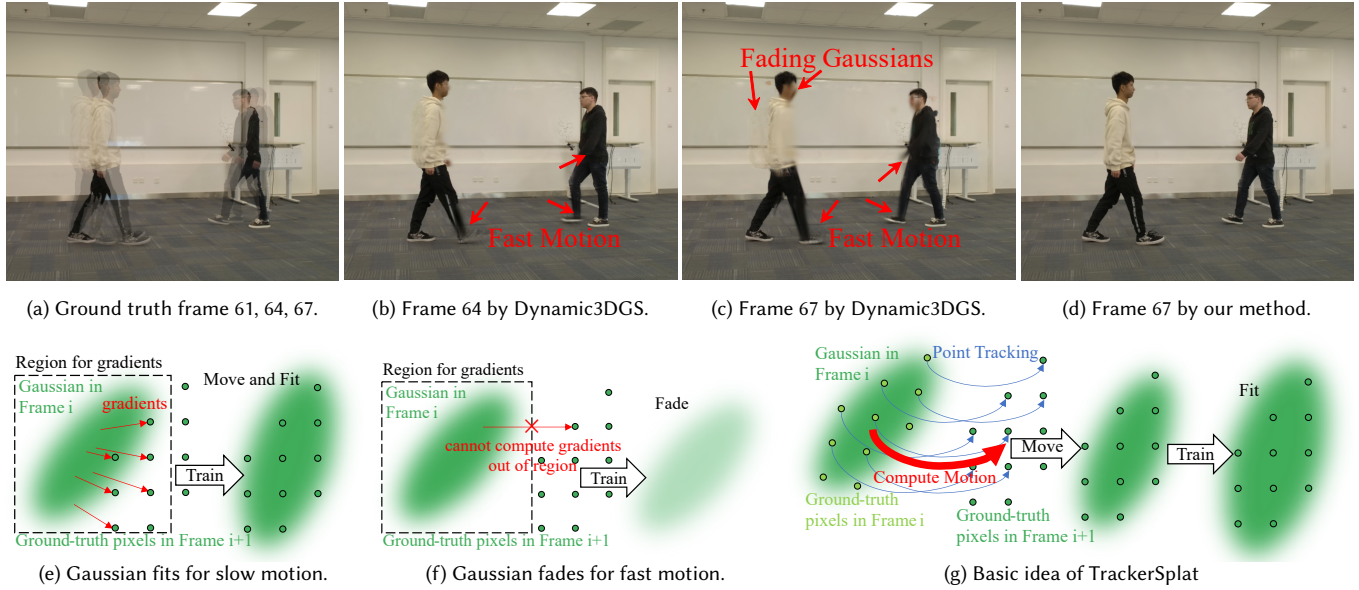 Fading Gaussians
Fast Motion
Fast Motion
(a) Ground truth frame 61, 64, 67.
(b) Frame 64 by Dynamic3DGS.
(c) Frame 67 by Dynamic3DGS.
(d) Frame 67 by our method.
Region for gradients
Gaussian in
Frame i
gradients
Move and Fit
Train
Ground-truth pixels in Frame i+1
(e) Gaussian fits for slow motion.
Region for gradients
Gaussian in
Frame i
cannot compute gradients
out of region
Fade
Train
Ground-truth pixels in Frame i+1
(f) Gaussian fades for fast motion.
Gaussian in
Frame i
Point Tracking
Compute Motion
Ground-truth
pixels in Frame i
Ground-truth
pixels in Frame i+1
Move
Fit
Train
(g) Basic idea of TrackerSplat